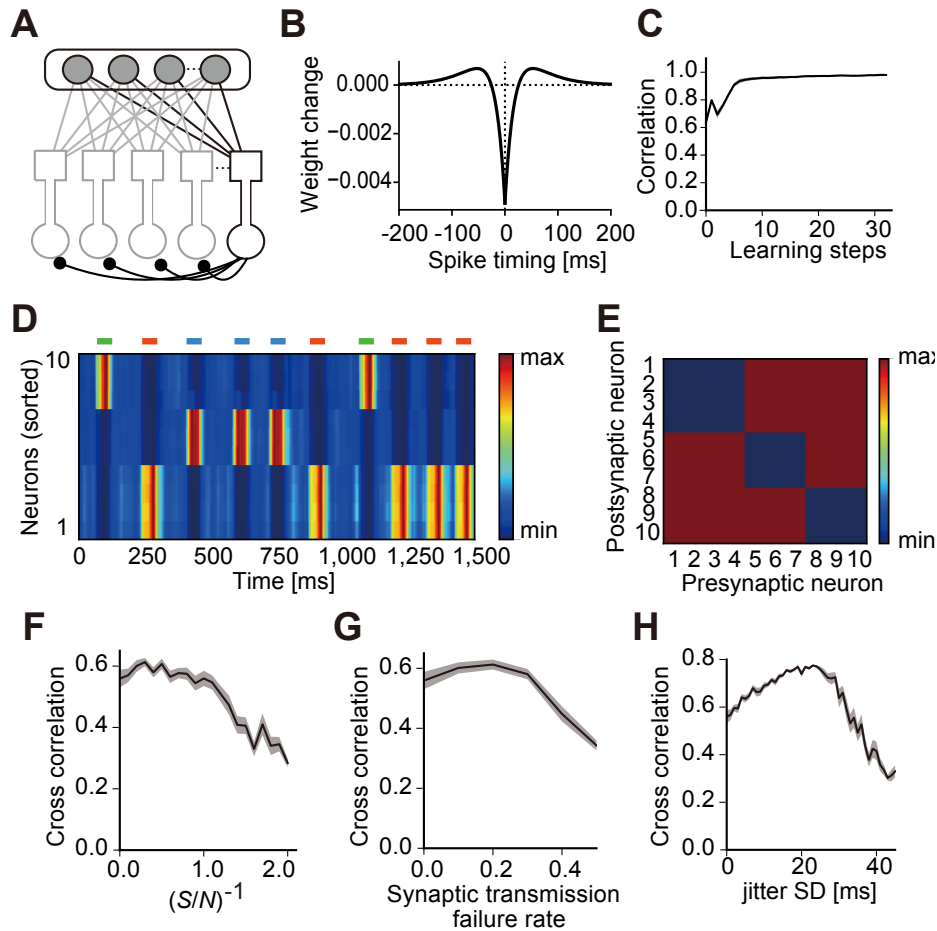 A
B
0.000
−0.002
−0.004
Weight change
-200
-100
0
100
200
Spike timing [ms]
C
1.0
0.8
0.6
0.4
0.2
0.0
Correlation
0
10
20
30
Learning steps
D
10
1
Neurons (sorted)
0
250
500
750
1,000
1,250
1,500
Time [ms]
max
min
E
Postsynaptic neuron
1
2
3
4
5
6
7
8
9
10
1 2 3 4 5 6 7 8 9 10
Presynaptic neuron
max
min
F
Cross correlation
0.6
0.4
0.2
0.0
0.0
1.0
2.0
(S/N)-1
G
Cross correlation
0.6
0.4
0.2
0.0
0.0
0.2
0.4
Synaptic transmission
failure rate
H
Cross correlation
0.8
0.6
0.4
0.2
0.0
0
20
40
jitter SD [ms]